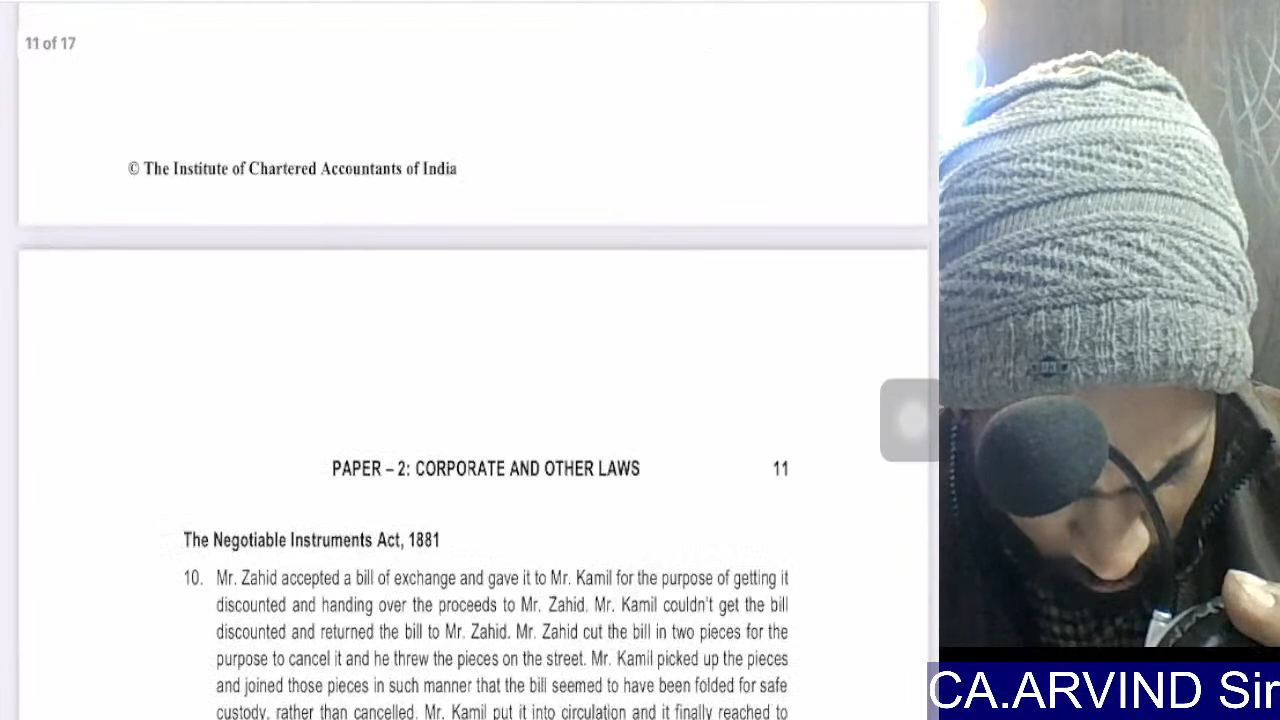 11 of 17
© The Institute of Chartered Accountants of India
PAPER – 2: CORPORATE AND OTHER LAWS 11
The Negotiable Instruments Act, 1881
10. Mr. Zahid accepted a bill of exchange and gave it to Mr. Kamil for the purpose of getting it
discounted and handing over the proceeds to Mr. Zahid. Mr. Kamil couldn't get the bill
discounted and returned the bill to Mr. Zahid. Mr. Zahid cut the bill in two pieces for the
purpose to cancel it and he threw the pieces on the street. Mr. Kamil picked up the pieces
and joined those pieces in such manner that the bill seemed to have been folded for safe
custody, rather than cancelled. Mr. Kamil put it into circulation and it finally reached to
CA.ARVIND Sir